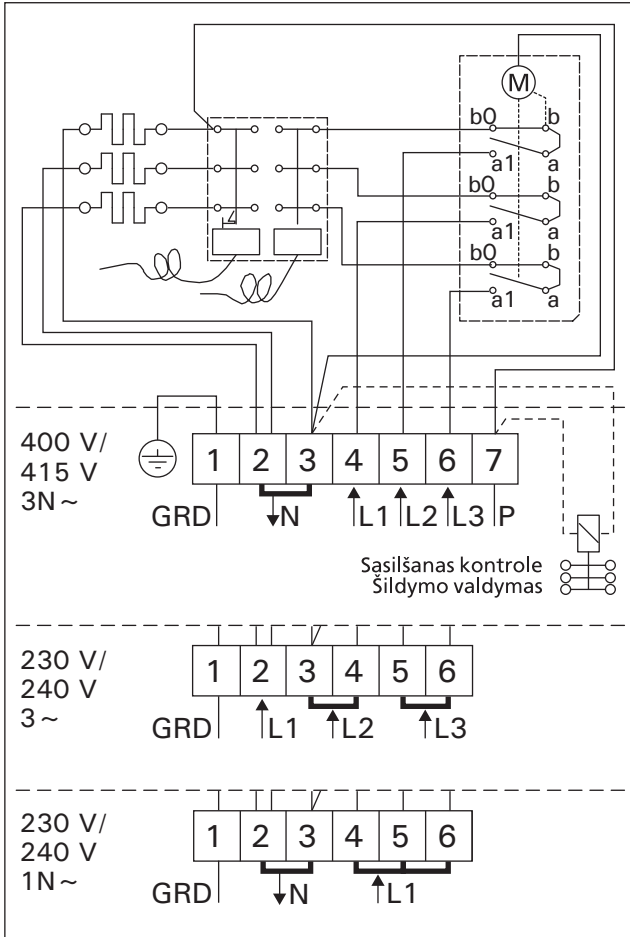 M
b0 b
a1 a
b0 b
a1 a
b0 b
a1 a
400 V/
415 V
3N~
1 2 3 4 5 6 7
GRD N L1 L2 L3 P
Sąsilšanas kontrole
Šildymo valdymas
230 V/
240 V
3~
1 2 3 4 5 6
GRD L1 L2 L3
230 V/
240 V
1N~
1 2 3 4 5 6
GRD N L1